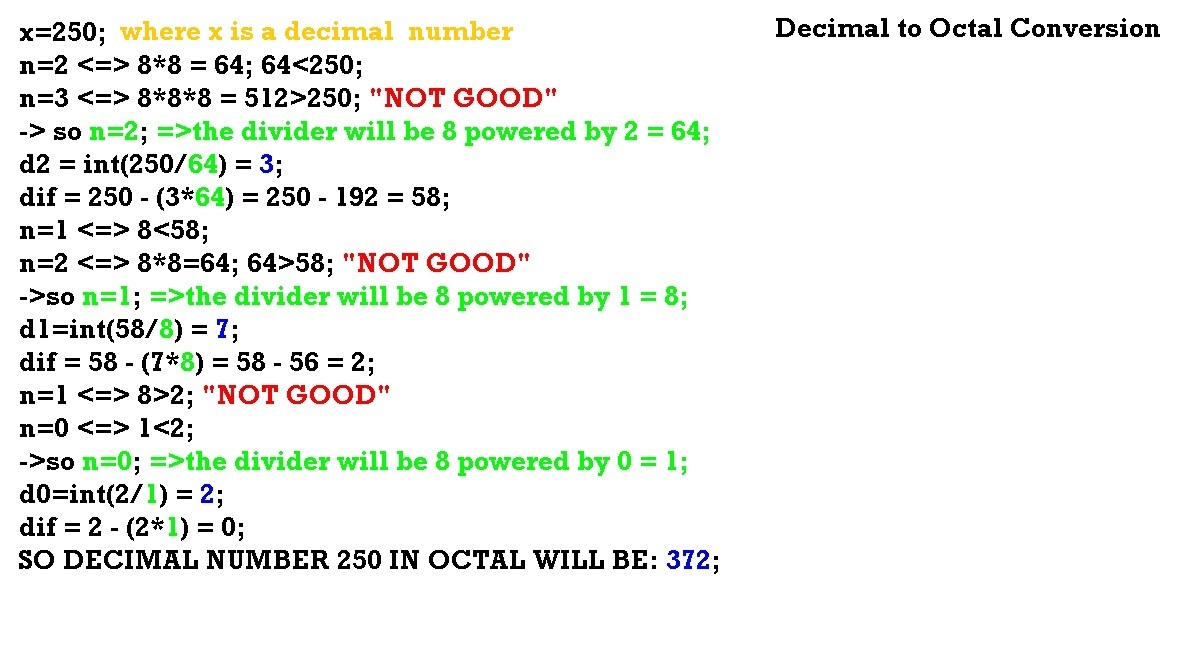 Decimal to Octal Conversion
x=250; where x is a decimal number
n=2 <=> 8*8 = 64; 64<250;
n=3 <=> 8*8*8 = 512>250; "NOT GOOD"
-> so n=2; =>the divider will be 8 powered by 2 = 64;
d2 = int(250/64) = 3;
dif = 250 - (3*64) = 250 - 192 = 58;
n=1 <=> 8<58;
n=2 <=> 8*8=64; 64>58; "NOT GOOD"
->so n=1; =>the divider will be 8 powered by 1 = 8;
d1=int(58/8) = 7;
dif = 58 - (7*8) = 58 - 56 = 2;
n=1 <=> 8>2; "NOT GOOD"
n=0 <=> 1<2;
->so n=0; =>the divider will be 8 powered by 0 = 1;
d0=int(2/1) = 2;
dif = 2 - (2*1) = 0;
SO DECIMAL NUMBER 250 IN OCTAL WILL BE: 372;